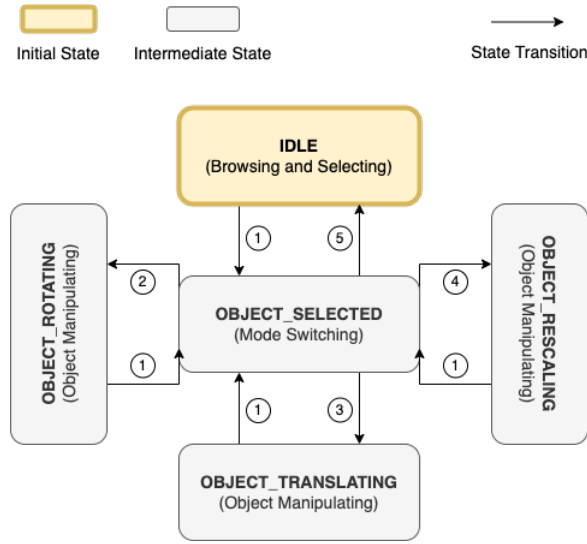 Initial State
Intermediate State
State Transition
IDLE
(Browsing and Selecting)
1
5
OBJECT_ROTATING
(Object Manipulating)
2
1
OBJECT_SELECTED
(Mode Switching)
4
1
OBJECT_RESCALING
(Object Manipulating)
1
3
OBJECT_TRANSLATING
(Object Manipulating)